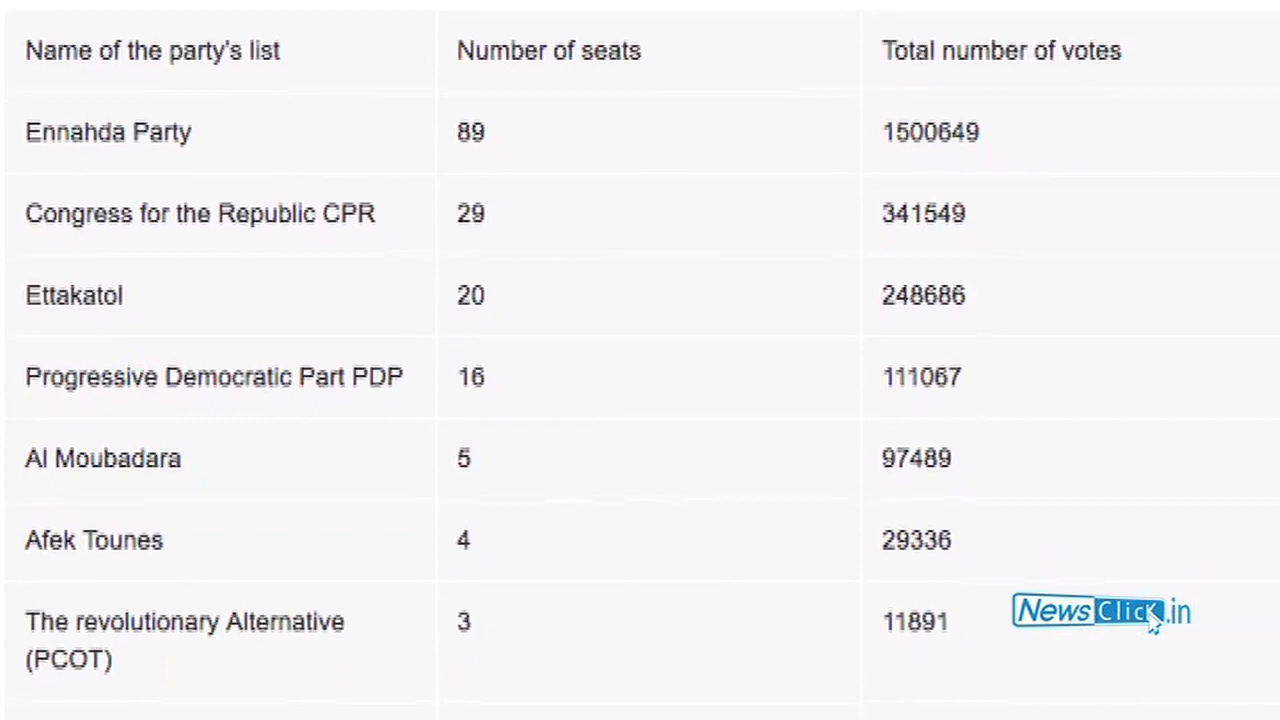 Name of the party's list Number of seats Total number of votes
Ennahda Party 89 1500649
Congress for the Republic CPR 29 341549
Ettakatol 20 248686
Progressive Democratic Part PDP 16 111067
Al Moubadara 5 97489
Afek Tounes 4 29336
The revolutionary Alternative 3 11891
(PCOT)
NewsClick.in